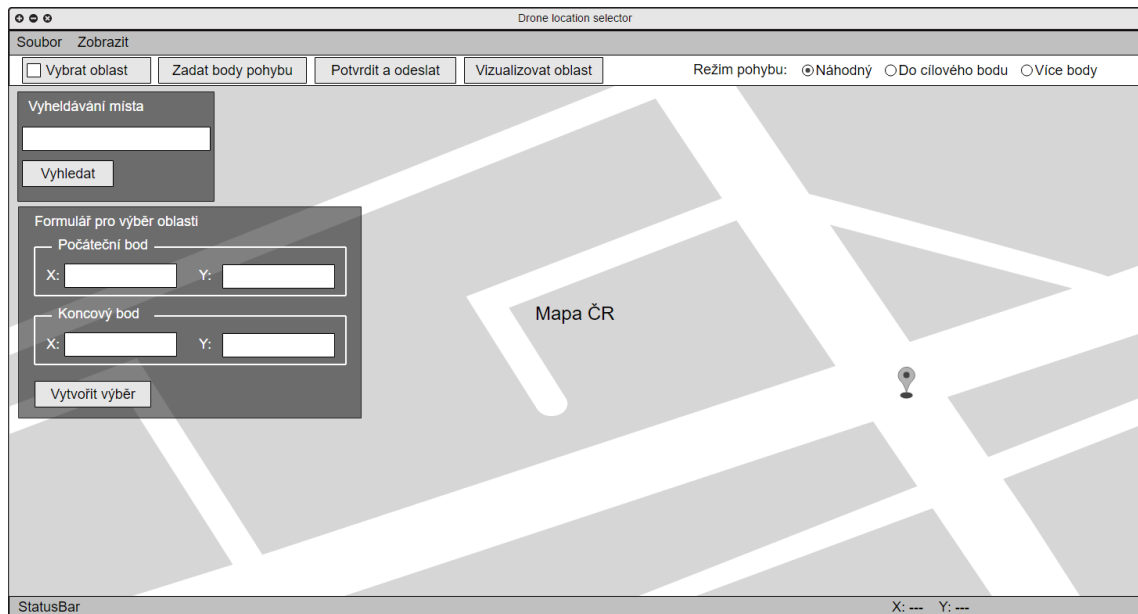 Drone location selector
Soubor Zobrazit
Vybrat oblast Zadat body pohybu Potvrdit a odeslat Vizualizovat oblast Režim pohybu: Náhodný Do cílového bodu Více body
Vyheldávání místa
Vyhledat
Formulář pro výběr oblasti
Počáteční bod
X: Y:
Mapa ČR
Koncový bod
X: Y:
Vytvořit výběr
StatusBar X: --- Y: ---